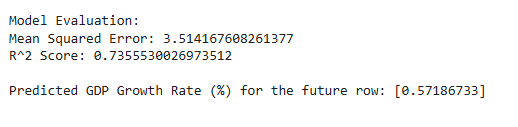 Model Evaluation:
Mean Squared Error: 3.514167608261377
R^2 Score: 0.7355530026973512
Predicted GDP Growth Rate (%) for the future row: [0.57186733]